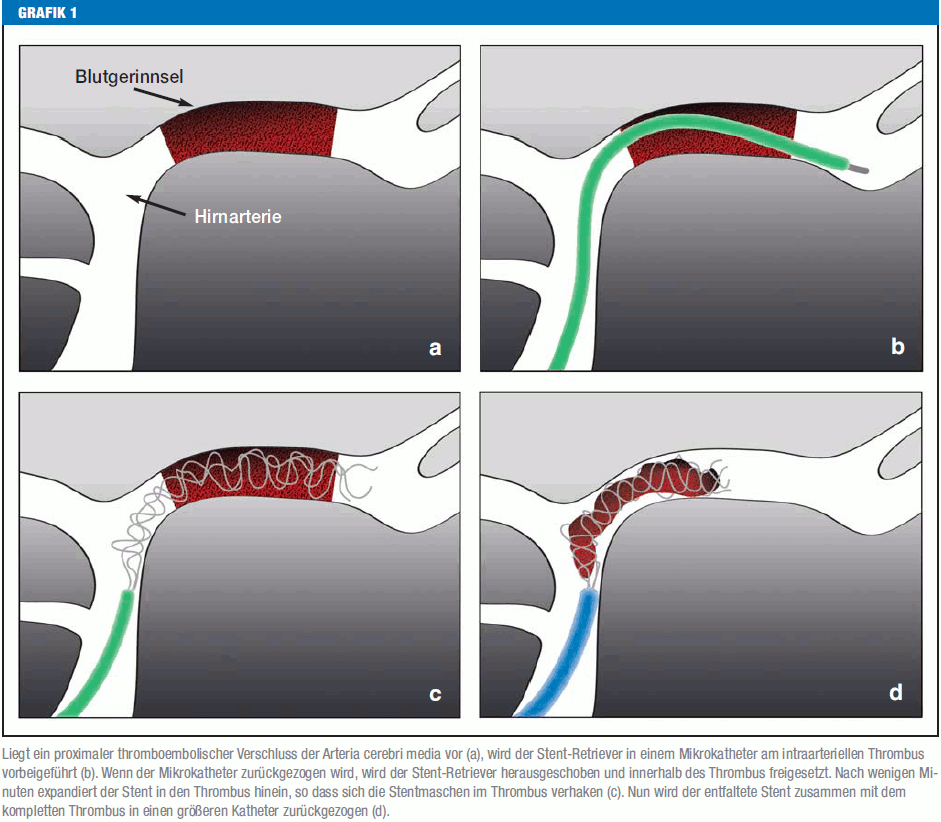 GRAFIK 1
Blutgerinnsel
Hirnarterie
a
b
c
d
Liegt ein proximaler thromboembolischer Verschluss der Arteria cerebri media vor (a), wird der Stent-Retriever in einem Mikrokatheter am intraarteriellen Thrombus
vorbeigeführt (b). Wenn der Mikrokatheter zurückgezogen wird, wird der Stent-Retriever herausgeschoben und innerhalb des Thrombus freigesetzt. Nach wenigen Mi-
nuten expandiert der Stent in den Thrombus hinein, so dass sich die Stentmaschen im Thrombus verhaken (c). Nun wird der entfaltete Stent zusammen mit dem
kompletten Thrombus in einen größeren Katheter zurückgezogen (d).